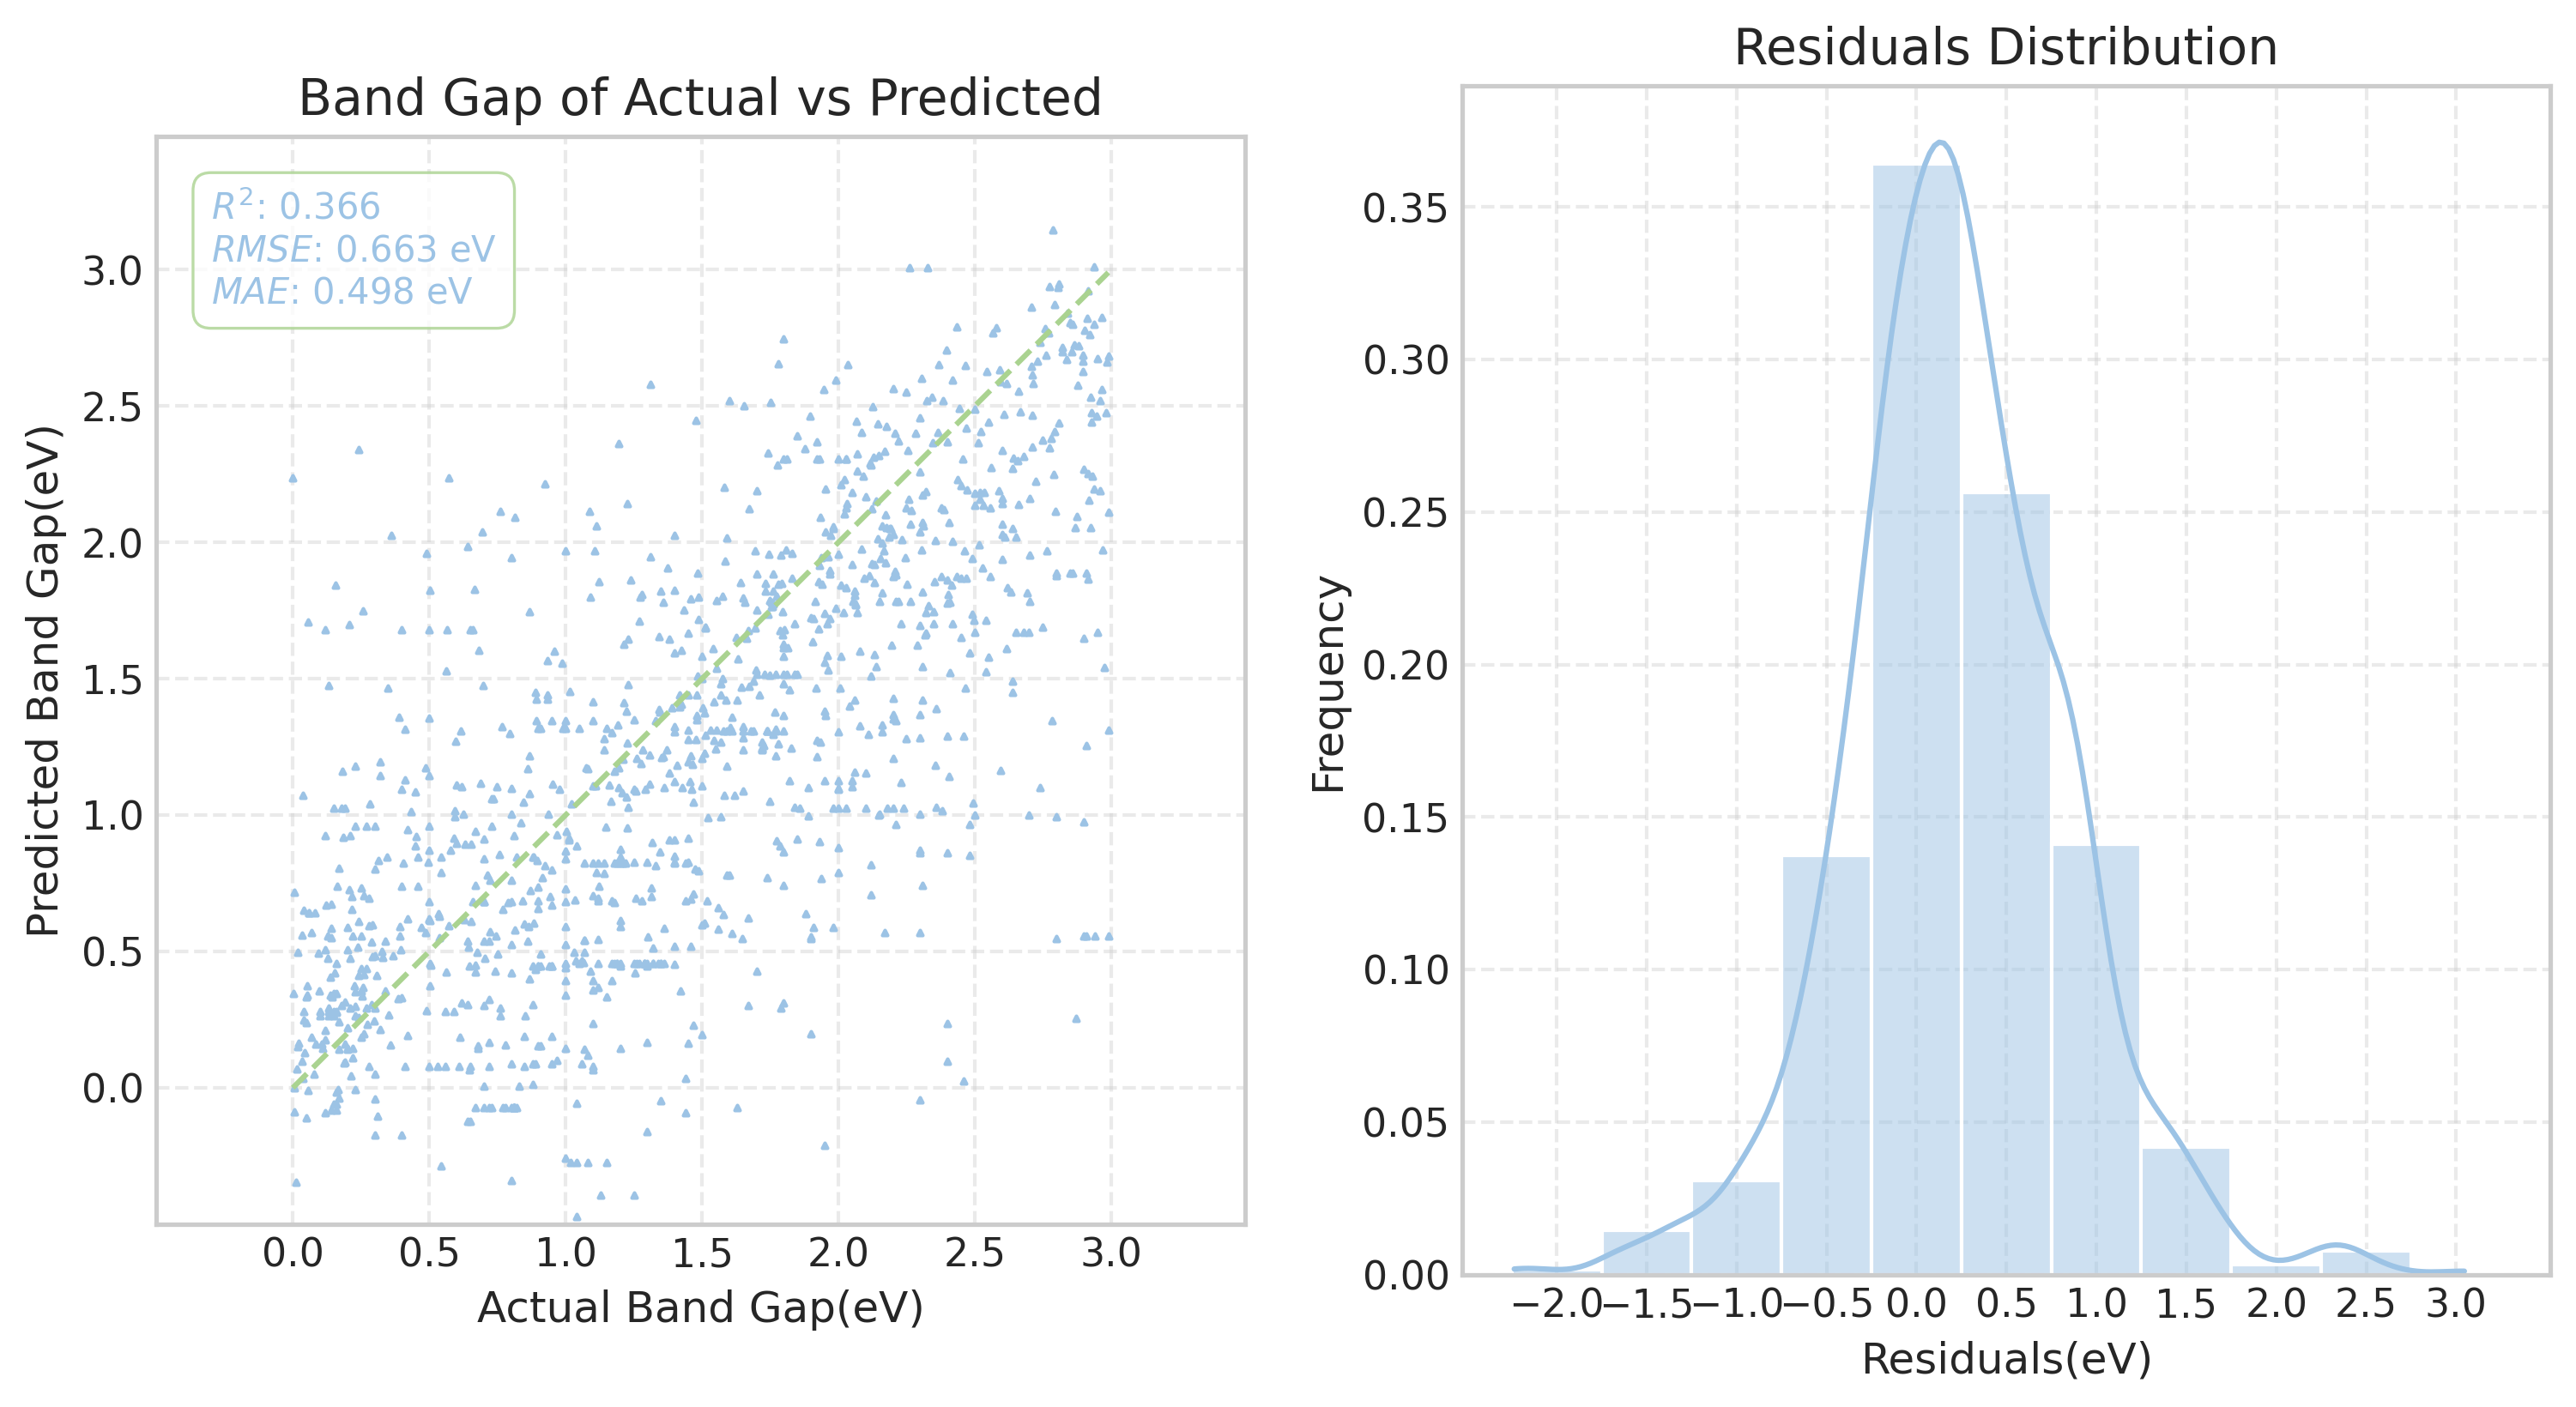 Band Gap of Actual vs Predicted
R²: 0.366
RMSE: 0.663 eV
MAE: 0.498 eV
Predicted Band Gap(eV)
3.0
2.5
2.0
1.5
1.0
0.5
0.0
0.0 0.5 1.0 1.5 2.0 2.5 3.0
Actual Band Gap(eV)
Residuals Distribution
Frequency
0.35
0.30
0.25
0.20
0.15
0.10
0.05
0.00
−2.0 −1.5 −1.0 −0.5 0.0 0.5 1.0 1.5 2.0 2.5 3.0
Residuals(eV)